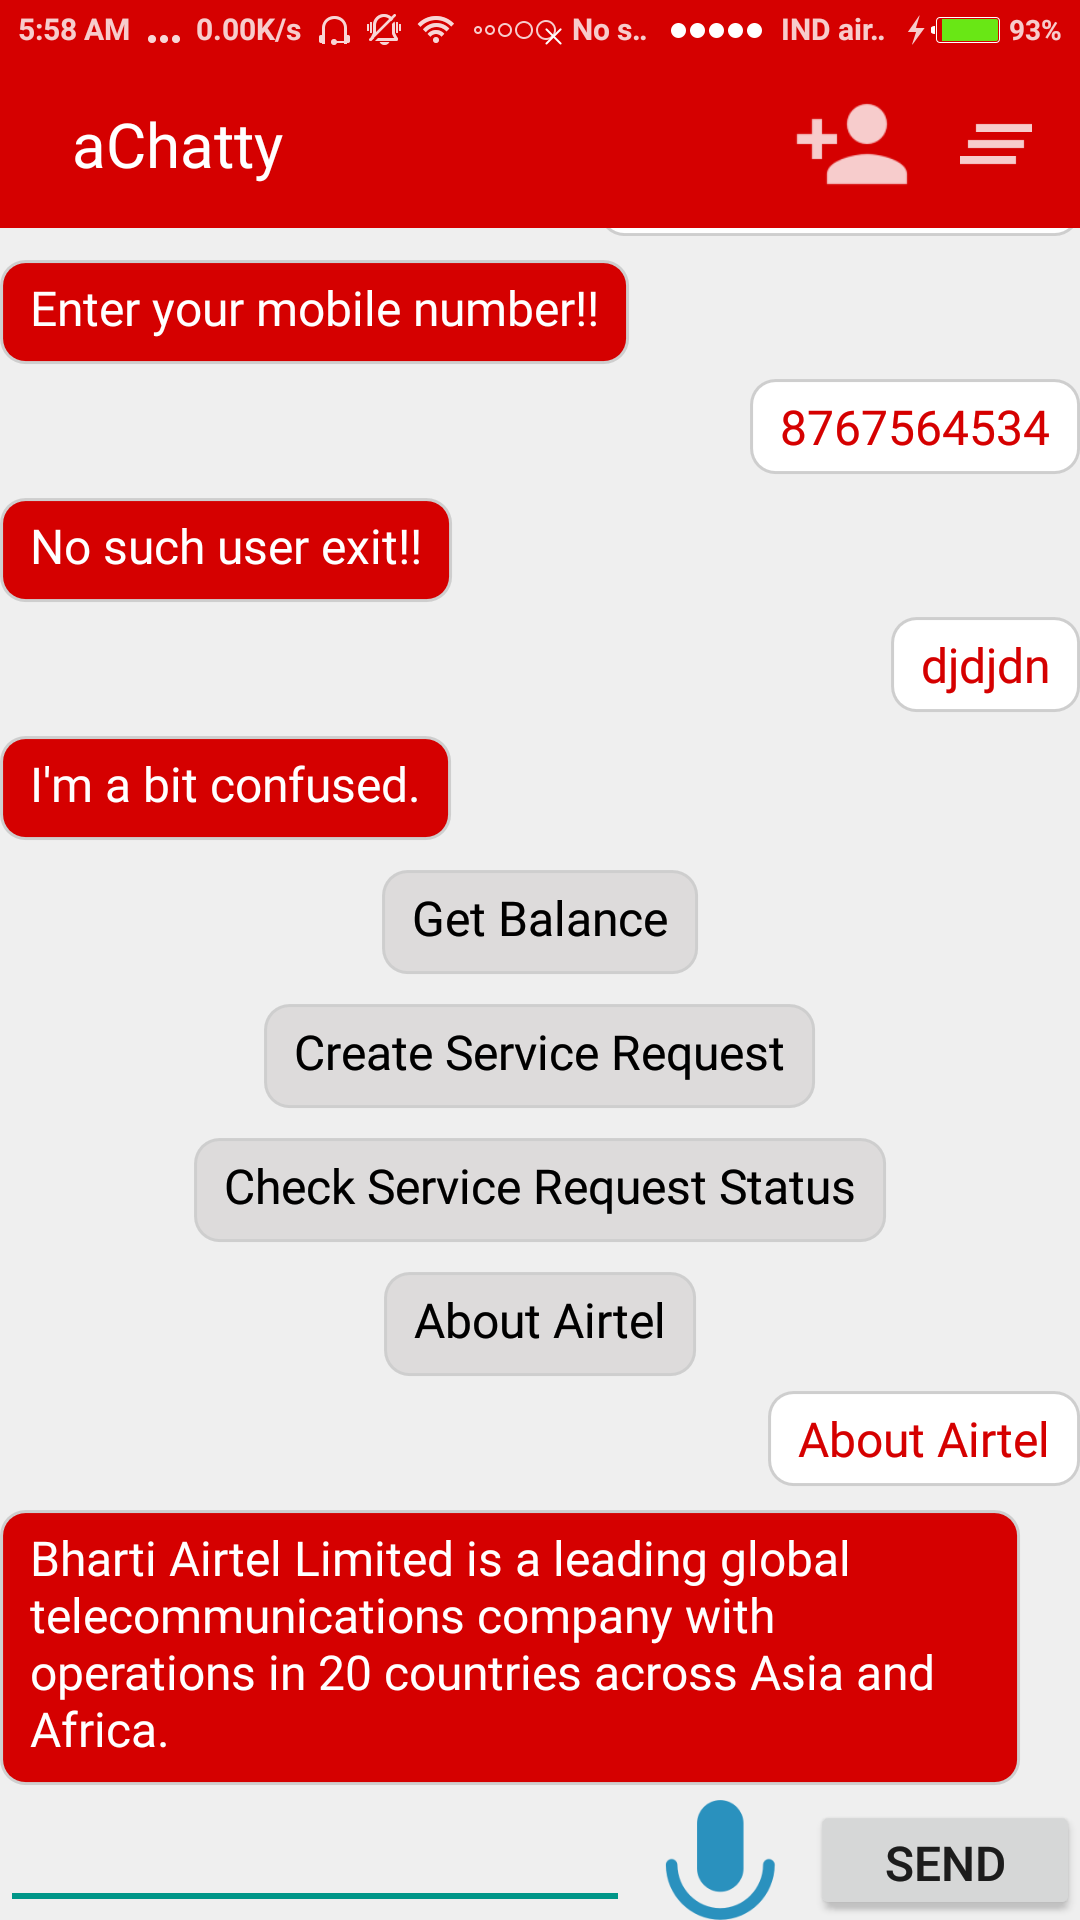 5:58 AM ... 0.00K/s No s.. IND air.. 93%
aChatty
Enter your mobile number!!
8767564534
No such user exit!!
djdjdn
I'm a bit confused.
Get Balance
Create Service Request
Check Service Request Status
About Airtel
About Airtel
Bharti Airtel Limited is a leading global
telecommunications company with
operations in 20 countries across Asia and
Africa.
SEND